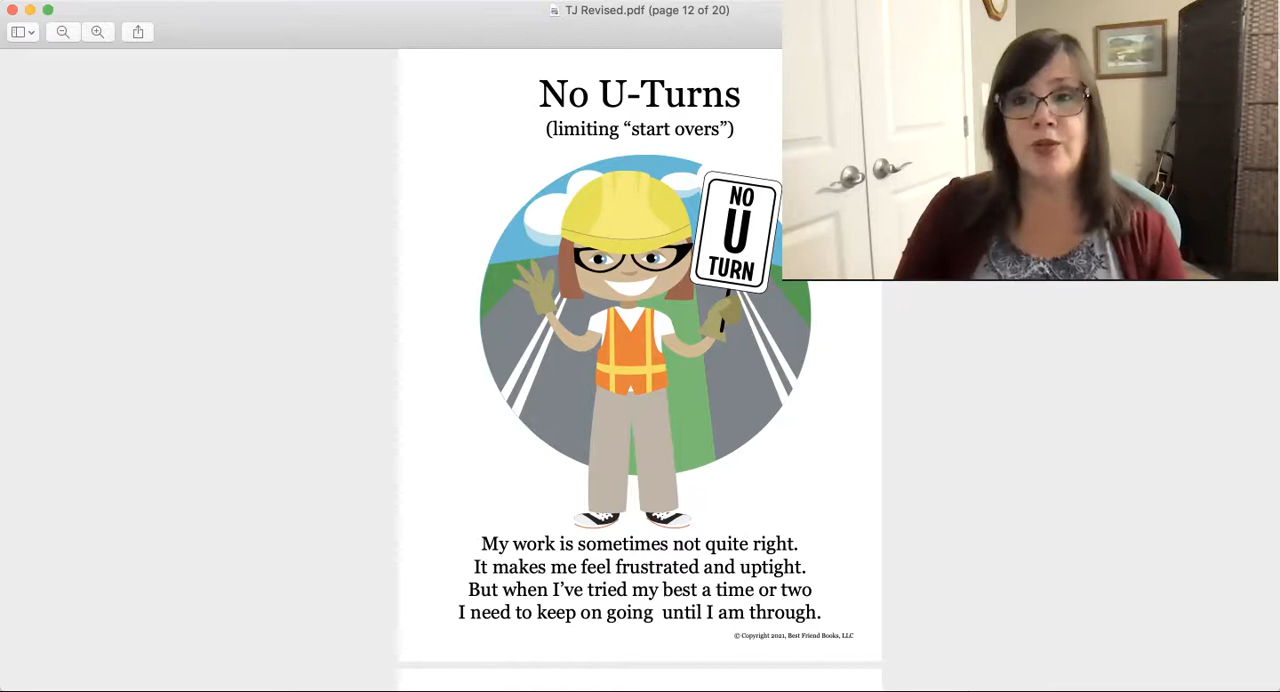 TJ Revised.pdf (page 12 of 20)
No U-Turns
(limiting “start overs”)
NO
U
TURN
My work is sometimes not quite right.
It makes me feel frustrated and uptight.
But when I’ve tried my best a time or two
I need to keep on going  until I am through.
© Copyright 2021, Best Friend Books, LLC